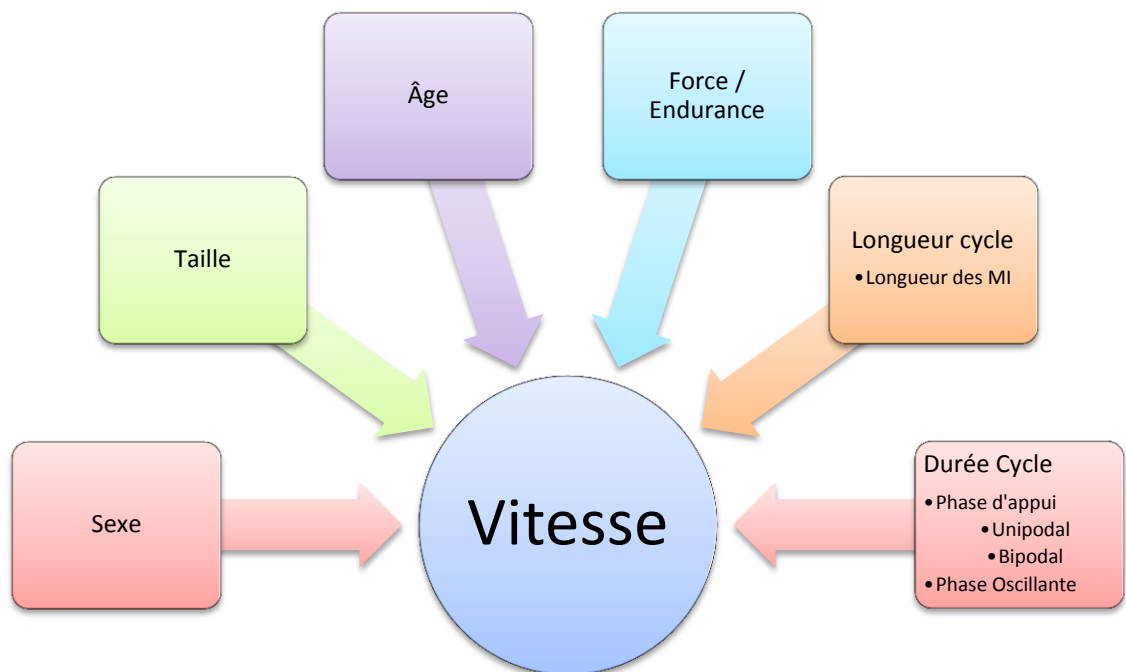 Âge
Force /
Endurance
Taille
Longueur cycle
•Longueur des MI
Sexe
Vitesse
Durée Cycle
•Phase d'appui
•Unipodal
•Bipodal
•Phase Oscillante